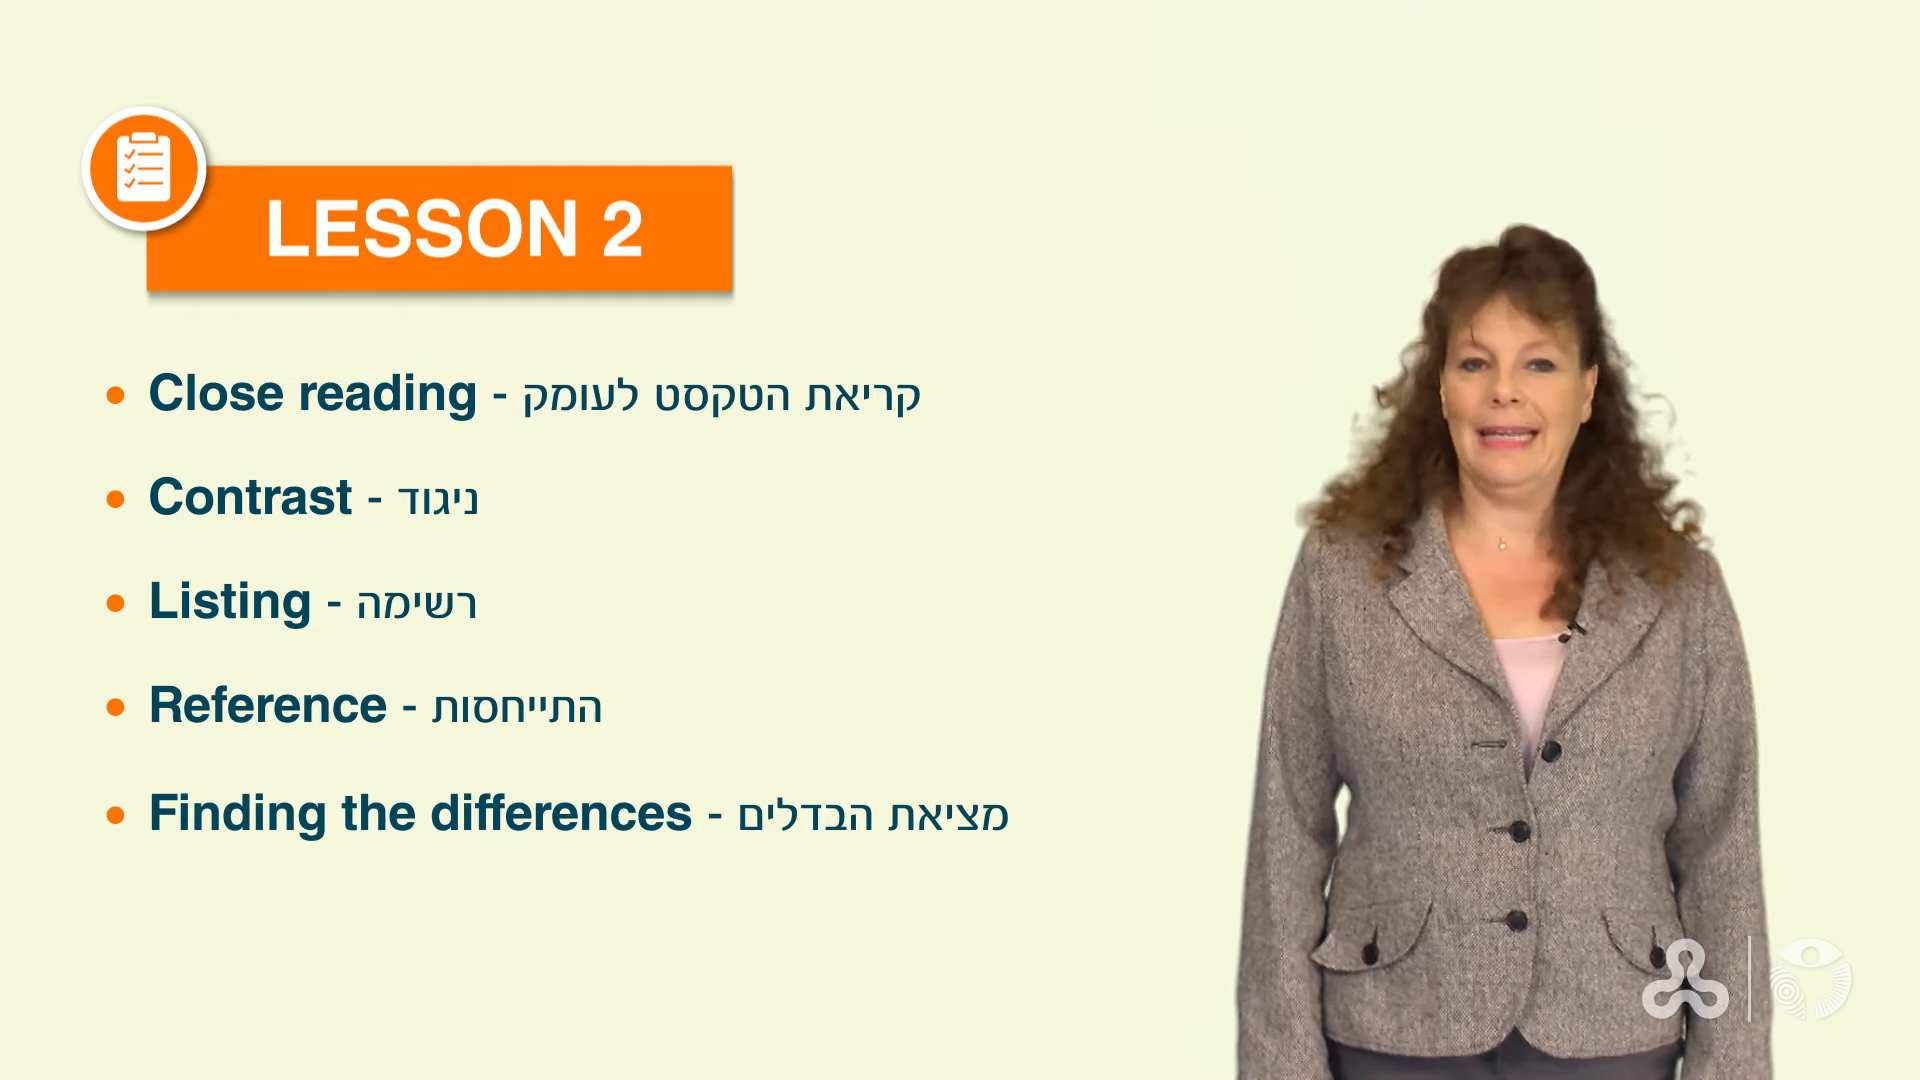 LESSON 2
Close reading - קריאת הטקסט לעומק
Contrast - ניגוד
Listing - רשימה
Reference - התייחסות
Finding the differences - מציאת הבדלים